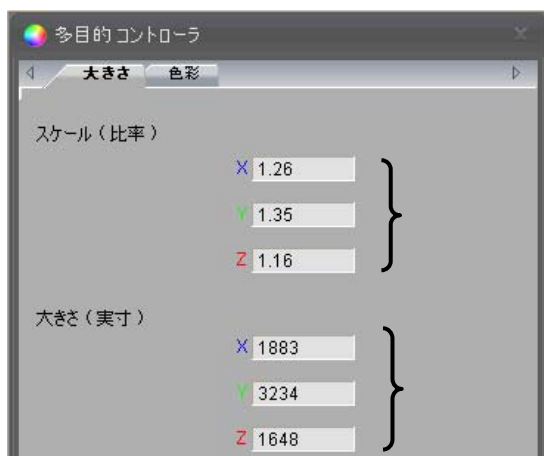 多目的コントローラ
大きさ 色彩
スケール(比率)
X 1.26
Y 1.35
Z 1.16
大きさ(実寸)
X 1883
Y 3234
Z 1648